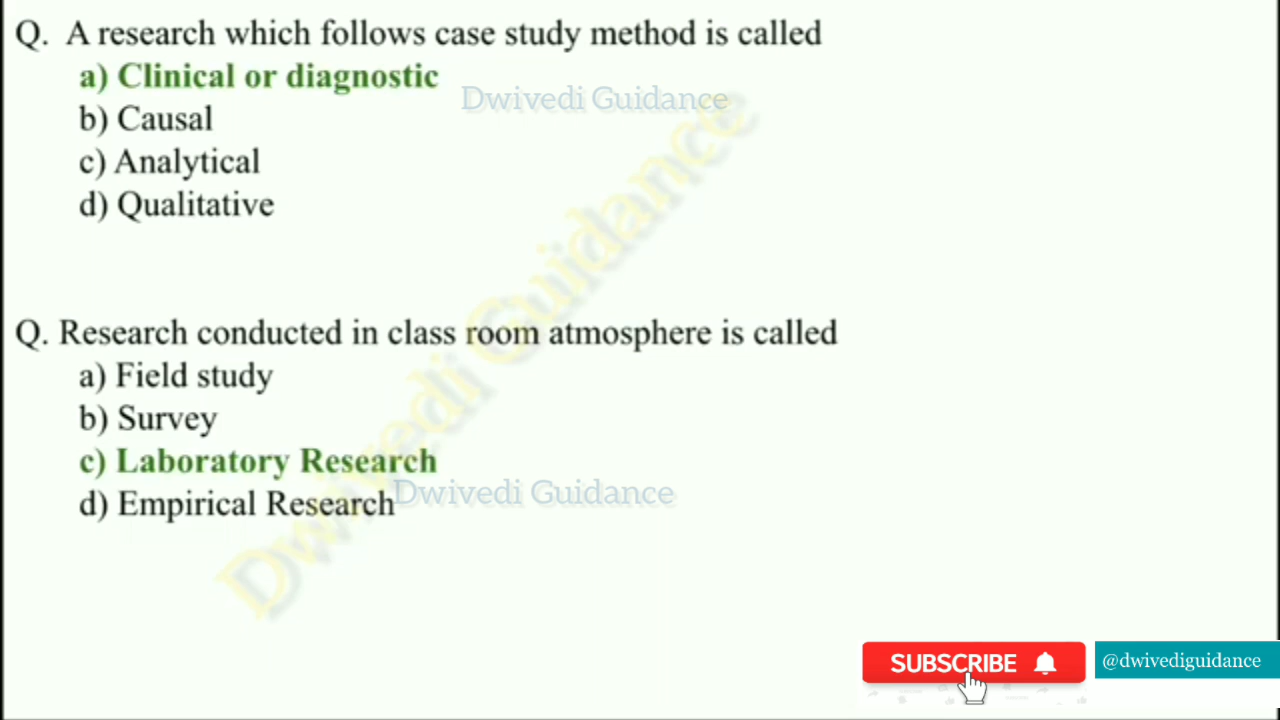 Q. A research which follows case study method is called
a) Clinical or diagnostic
Dwivedi Guidance
b) Causal
c) Analytical
d) Qualitative
Dwivedi Guidance
Q. Research conducted in class room atmosphere is called
a) Field study
b) Survey
c) Laboratory Research
Dwivedi Guidance
d) Empirical Research
SUBSCRIBE
@dwivediguidance